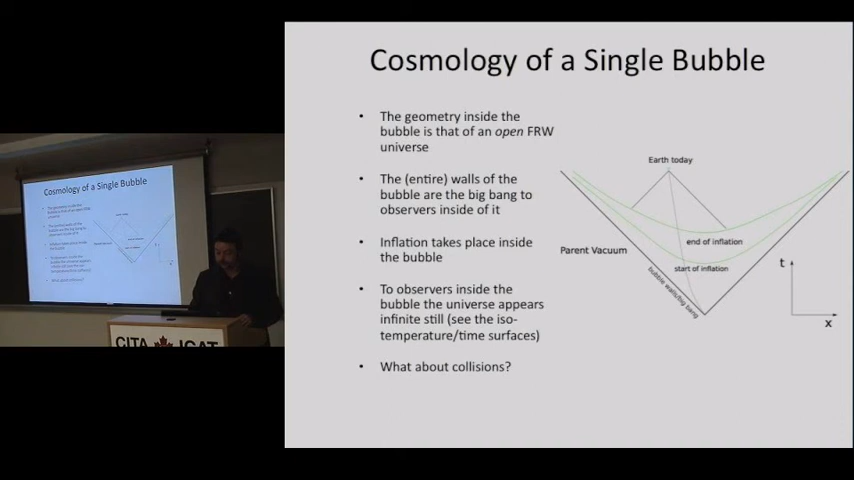 Cosmology of a Single Bubble
• The geometry inside the
bubble is that of an open FRW
universe
• The (entire) walls of the
bubble are the big bang to
observers inside of it
• Inflation takes place inside
the bubble
• To observers inside the
bubble the universe appears
infinite still (see the iso-
temperature/time surfaces)
• What about collisions?
Earth today
end of inflation
Parent Vacuum
start of inflation
bubble walls/big bang
t
x
Cosmology of a Single Bubble
CITA ICAT